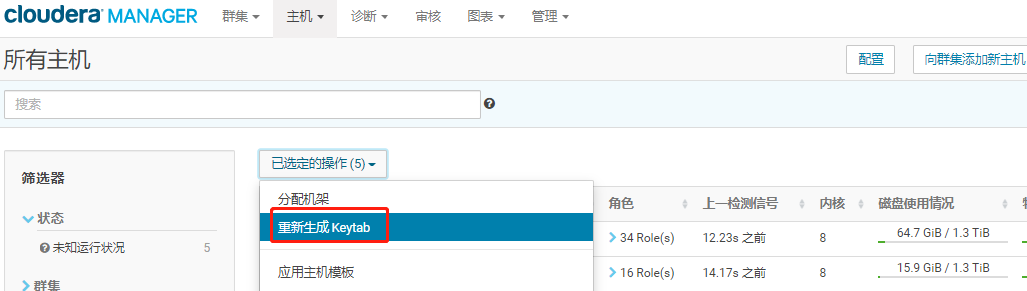 cloudera MANAGER 群集 主机 诊断 审核 图表 管理
所有主机 配置 向群集添加新主机
搜索
筛选器
已选定的操作 (5)
分配机架
重新生成 Keytab
应用主机模板
状态
未知运行状况 5
群集
角色 上一检测信号 内核 磁盘使用情况
34 Role(s) 12.23s 之前 8 64.7 GiB / 1.3 TiB
16 Role(s) 14.17s 之前 8 15.9 GiB / 1.3 TiB